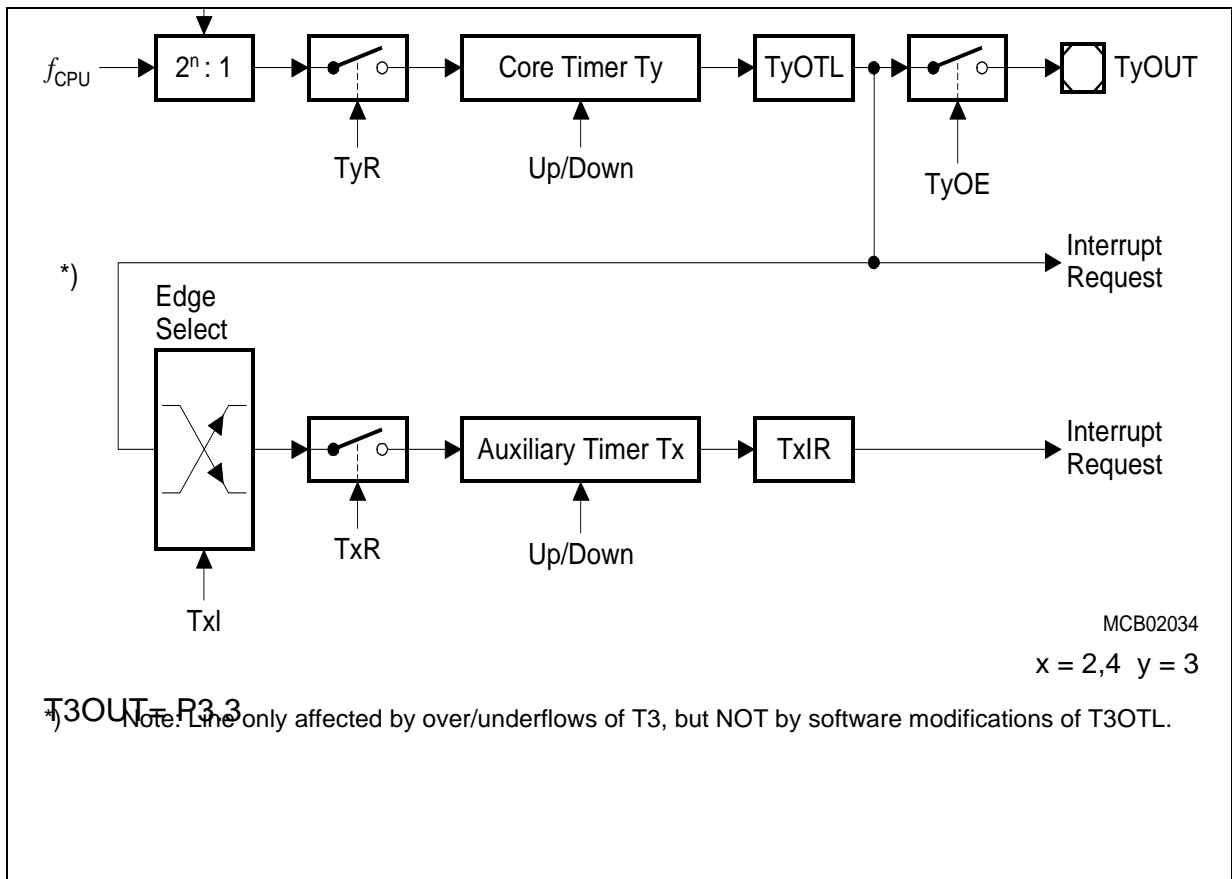 fCPU
2ⁿ : 1
Core Timer Ty
TyOTL
TyOUT
TyR
Up/Down
TyOE
*)
Interrupt
Request
Edge
Select
Auxiliary Timer Tx
TxIR
Interrupt
Request
TxR
Up/Down
TxI
MCB02034
x = 2,4 y = 3
T3OUT= P3.3
*) Note: Line only affected by over/underflows of T3, but NOT by software modifications of T3OTL.